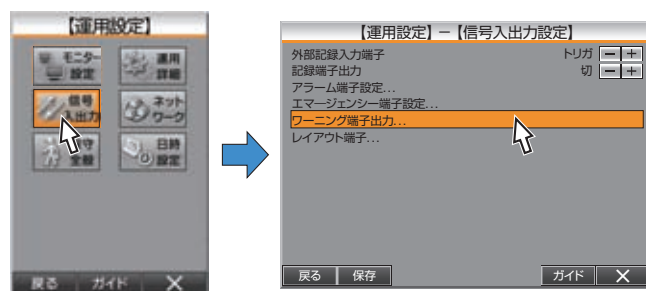 【運用設定】
モニター
設定
運用
詳細
信号
入出力
ネット
ワーク
保守
全般
日時
設定
戻る ガイド ×
【運用設定】－【信号入出力設定】
外部記録入力端子 トリガ － ＋
記録端子出力 切 － ＋
アラーム端子設定...
エマージェンシー端子設定...
ワーニング端子出力...
レイアウト端子...
戻る 保存 ガイド ×